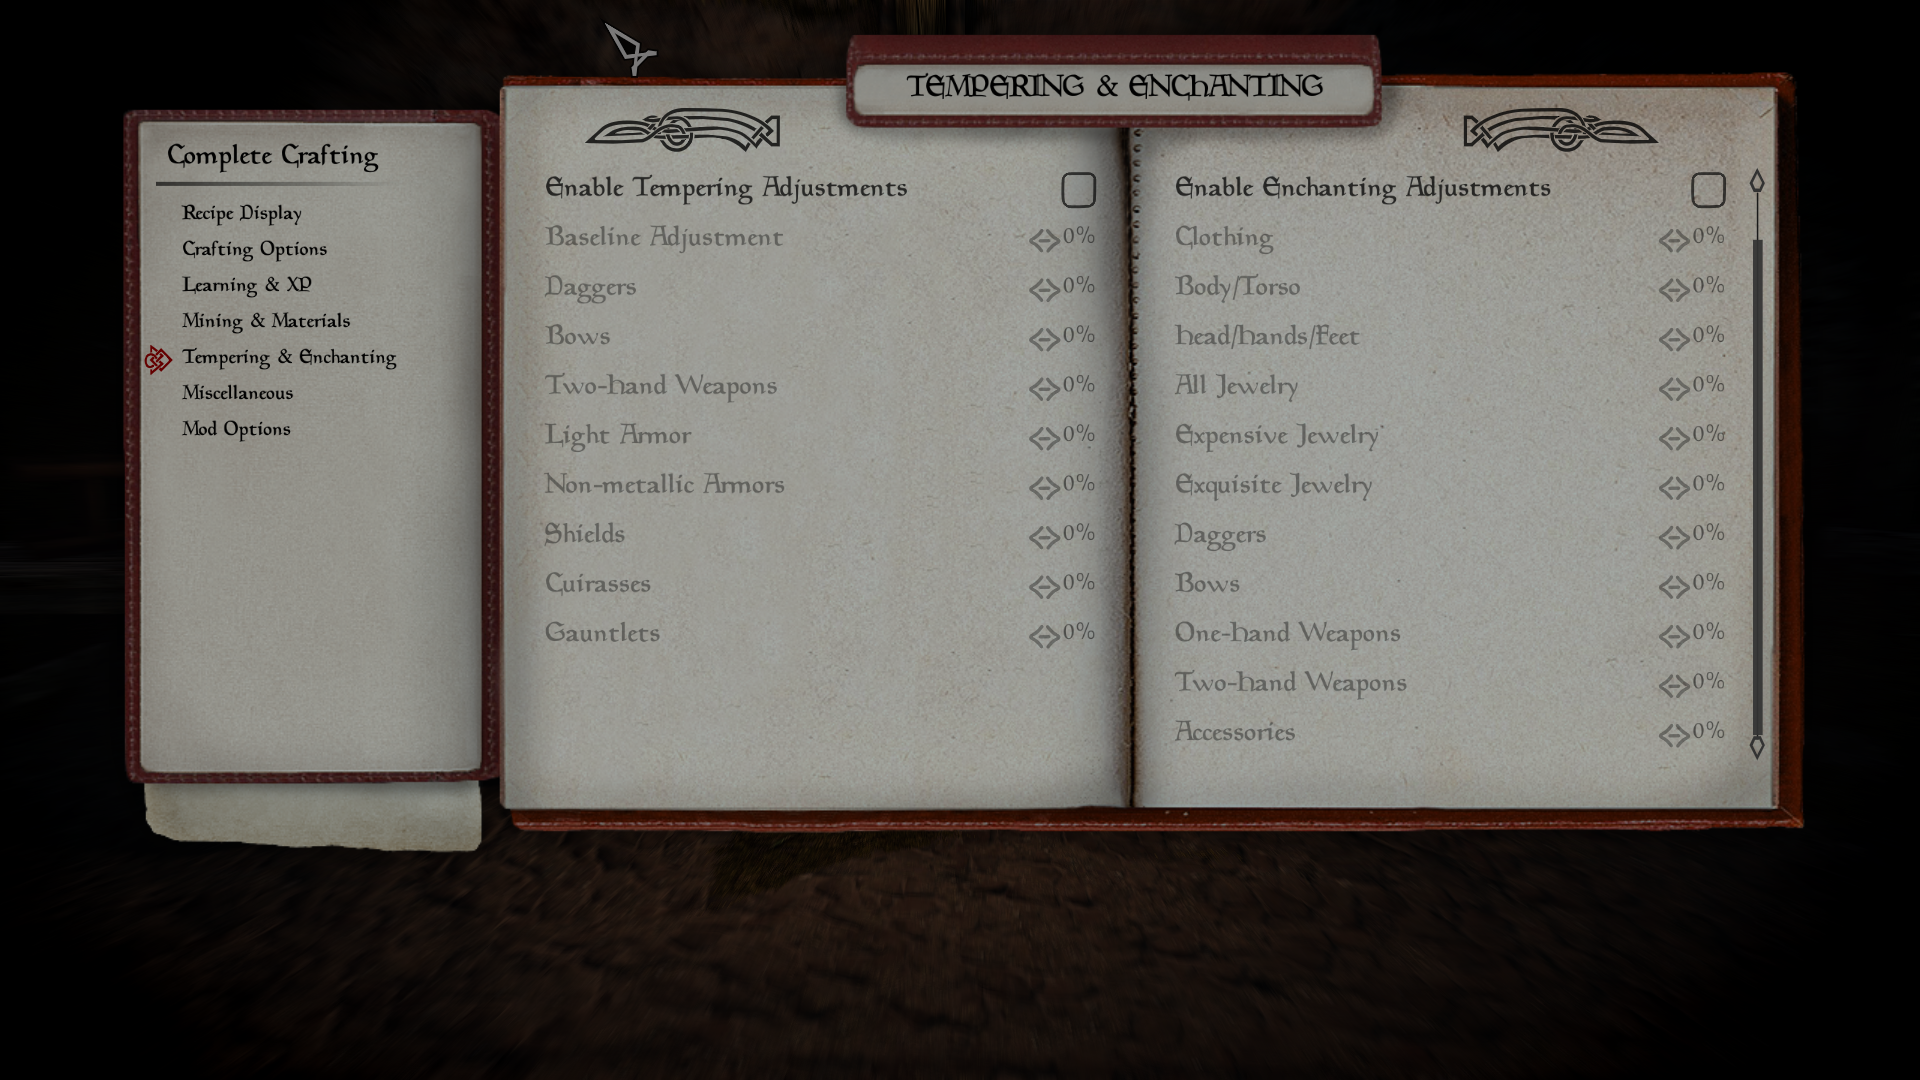 TEMPERING & ENCHANTING
Complete Crafting
Recipe Display
Crafting Options
Learning & XP
Mining & Materials
Tempering & Enchanting
Miscellaneous
Mod Options
Enable Tempering Adjustments
Baseline Adjustment 0%
Daggers 0%
Bows 0%
Two-hand Weapons 0%
Light Armor 0%
Non-metallic Armors 0%
Shields 0%
Cuirasses 0%
Gauntlets 0%
Enable Enchanting Adjustments
Clothing 0%
Body/Torso 0%
Head/Hands/Feet 0%
All Jewelry 0%
Expensive Jewelry 0%
Exquisite Jewelry 0%
Daggers 0%
Bows 0%
One-hand Weapons 0%
Two-hand Weapons 0%
Accessories 0%